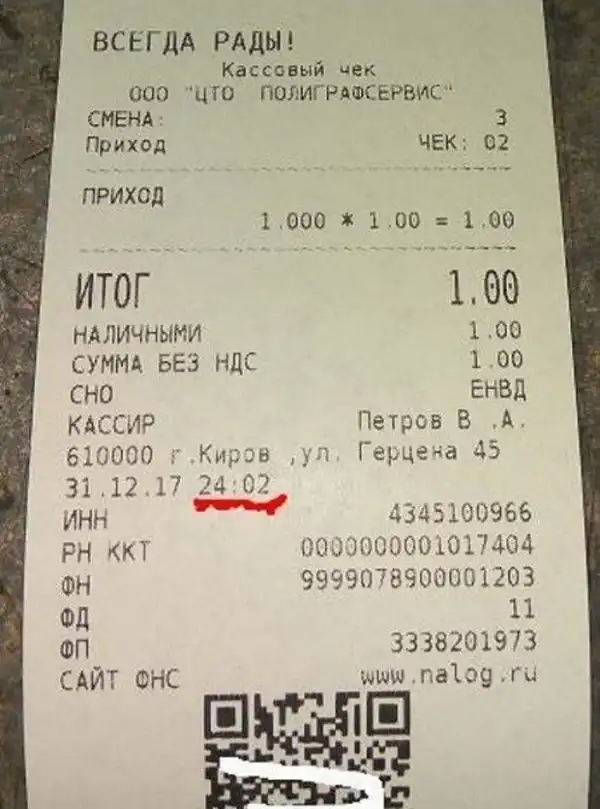 ВСЕГДА РАДЫ!
Кассовый чек
ООО "ЦТО ПОЛИГРАФСЕРВИС"
СМЕНА: 3
Приход ЧЕК: 02
ПРИХОД
1.000 * 1.00 = 1.00
ИТОГ 1.00
НАЛИЧНЫМИ 1.00
СУММА БЕЗ НДС 1.00
СНО ЕНВД
КАССИР Петров В .А.
610000 г.Киров ,ул. Герцена 45
31.12.17 24:02
ИНН 4345100966
РН ККТ 0000000001017404
ФН 9999078900001203
ФД 11
ФП 3338201973
САЙТ ФНС www.nalog.ru